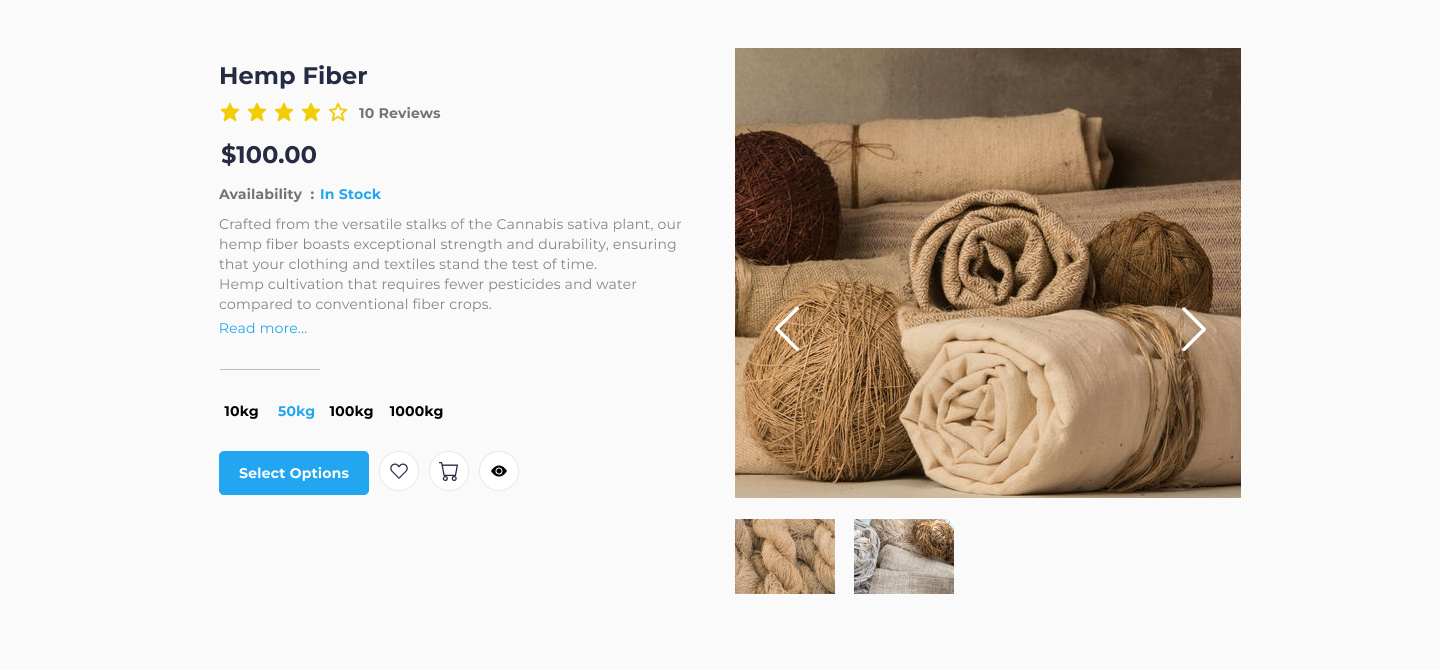 Hemp Fiber
10 Reviews
$100.00
Availability : In Stock
Crafted from the versatile stalks of the Cannabis sativa plant, our
hemp fiber boasts exceptional strength and durability, ensuring
that your clothing and textiles stand the test of time.
Hemp cultivation that requires fewer pesticides and water
compared to conventional fiber crops.
Read more...
10kg 50kg 100kg 1000kg
Select Options